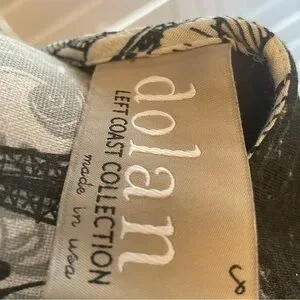 dolan
LEFT COAST COLLECTION
made in usa
S